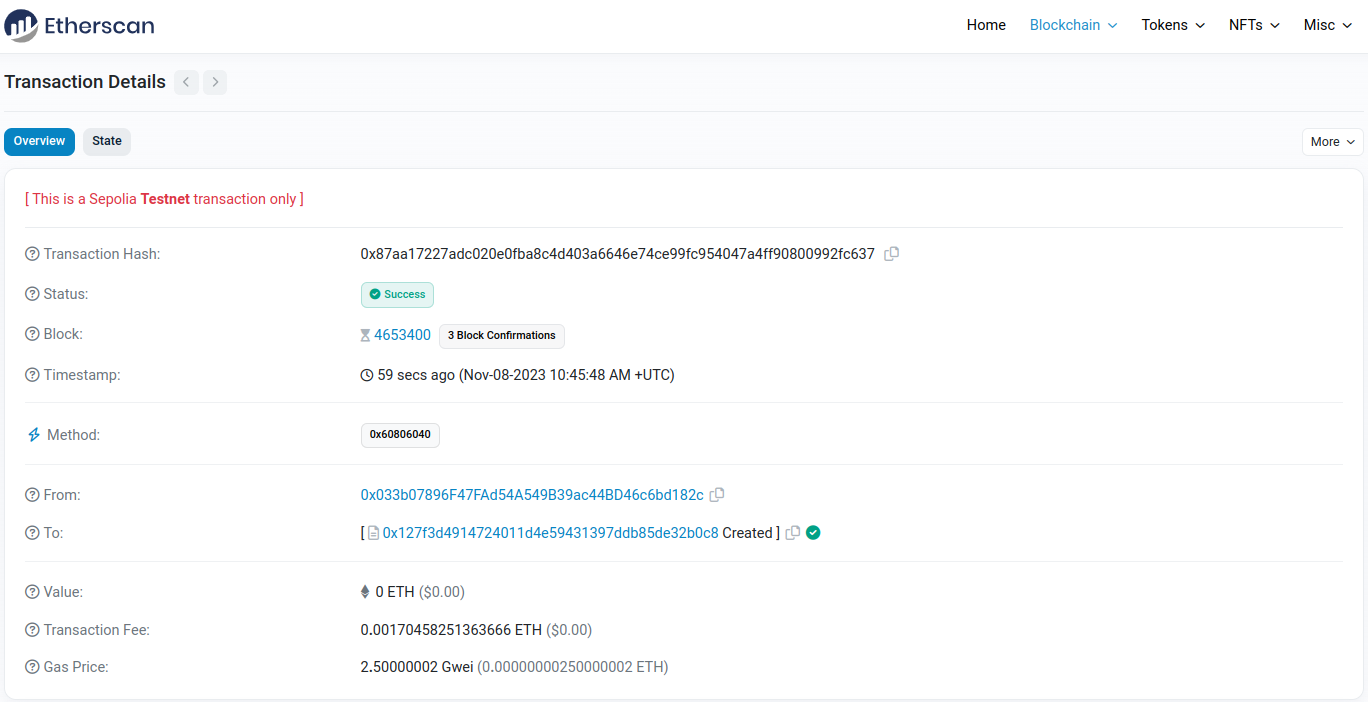 Etherscan
Home Blockchain Tokens NFTs Misc
Transaction Details
Overview State More
[ This is a Sepolia Testnet transaction only ]
Transaction Hash: 0x87aa17227adc020e0fba8c4d403a6646e74ce99fc954047a4ff90800992fc637
Status: Success
Block: 4653400 3 Block Confirmations
Timestamp: 59 secs ago (Nov-08-2023 10:45:48 AM +UTC)
Method: 0x60806040
From: 0x033b07896F47FAd54A549B39ac44BD46c6bd182c
To: [ 0x127f3d4914724011d4e59431397ddb85de32b0c8 Created ]
Value: 0 ETH ($0.00)
Transaction Fee: 0.00170458251363666 ETH ($0.00)
Gas Price: 2.50000002 Gwei (0.00000000250000002 ETH)